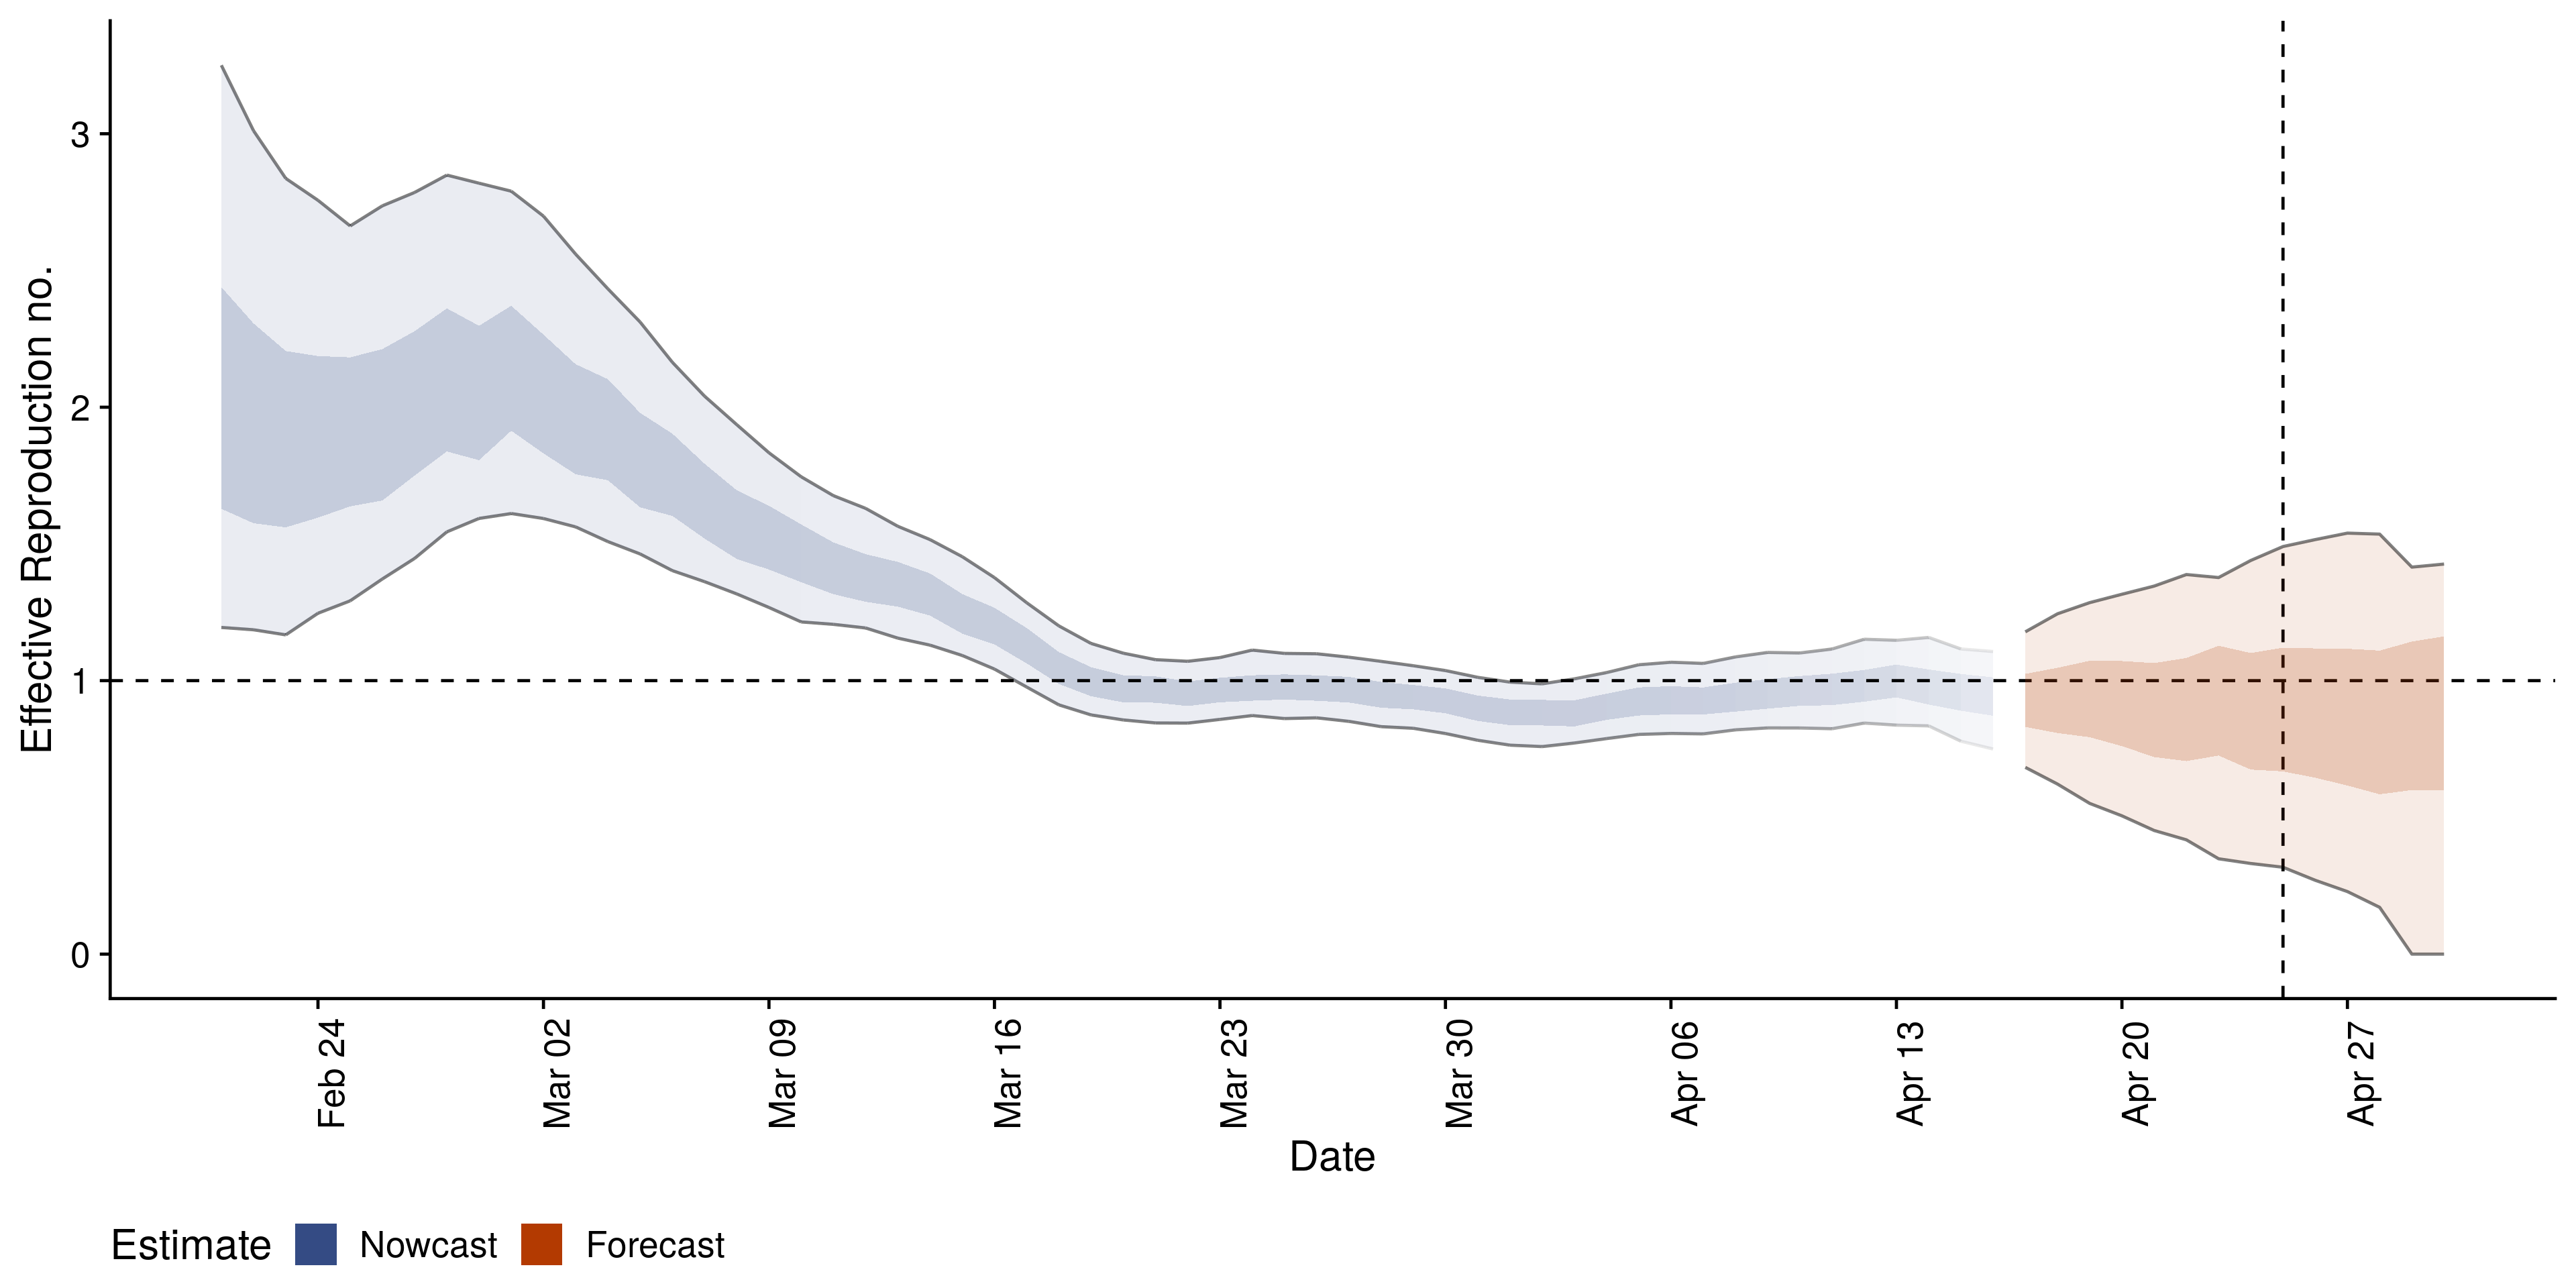 Effective Reproduction no.
3
2
1
0
Feb 24
Mar 02
Mar 09
Mar 16
Mar 23
Mar 30
Apr 06
Apr 13
Apr 20
Apr 27
Date
Estimate Nowcast Forecast